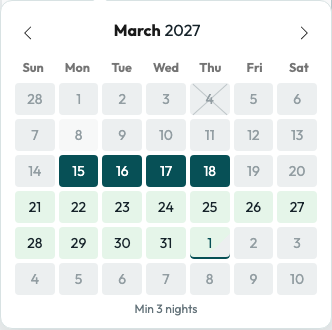 March 2027
Sun Mon Tue Wed Thu Fri Sat
28 1 2 3 4 5 6
7 8 9 10 11 12 13
14 15 16 17 18 19 20
21 22 23 24 25 26 27
28 29 30 31 1 2 3
4 5 6 7 8 9 10
Min 3 nights